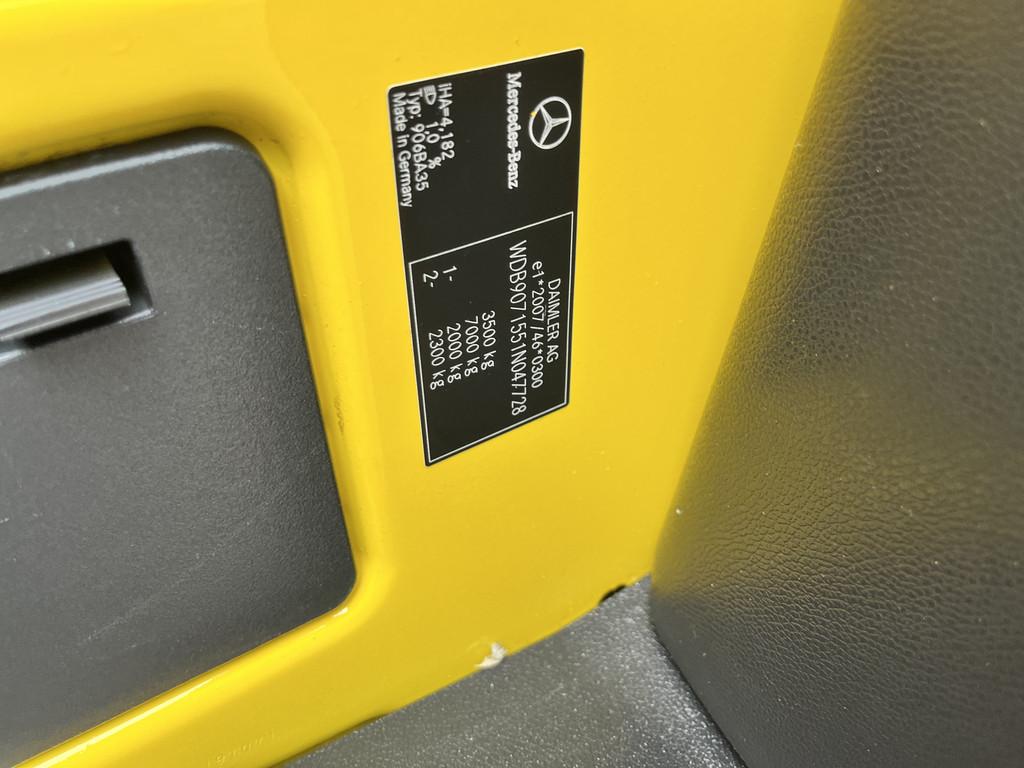 Mercedes-Benz
IHA=4,182
1,0 %
Typ: 906BA35
Made in Germany
DAIMLER AG
e1*2007/46*0300
WDB9071551N047728
3500 kg
7000 kg
1- 2000 kg
2- 2300 kg